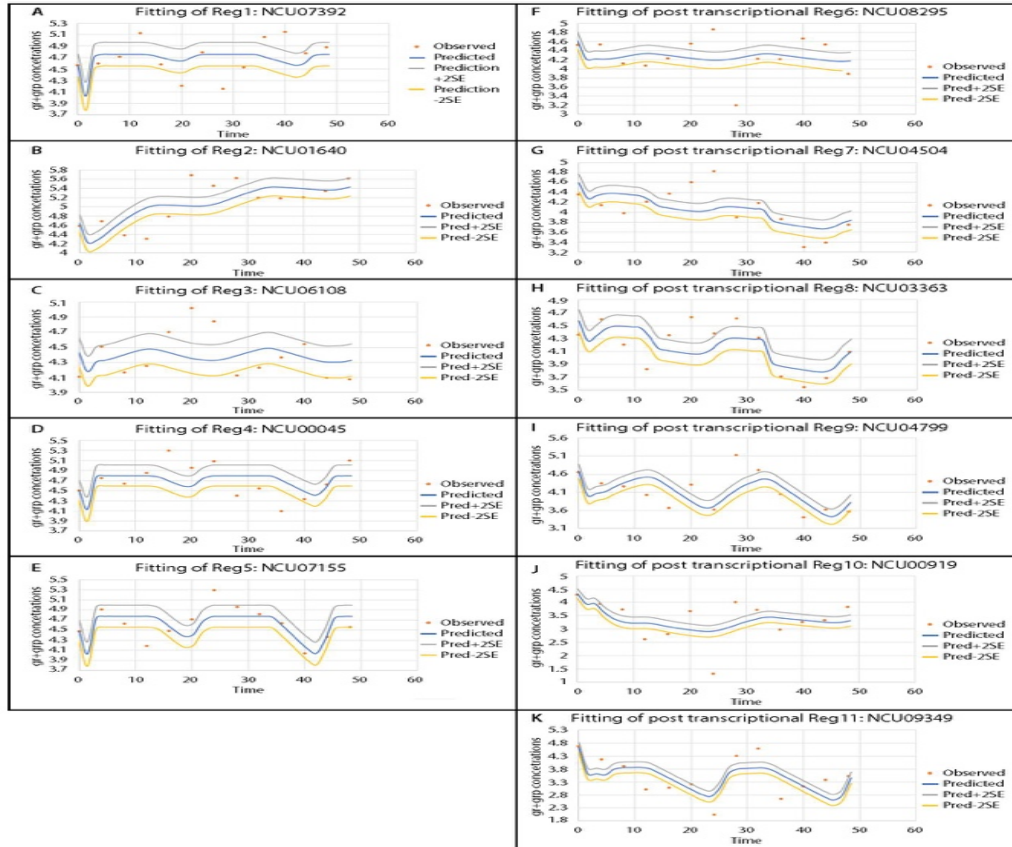 A
Fitting of Reg1: NCU07392
gr+grp concetrations
5.3
5.1
4.9
4.7
4.5
4.3
4.1
3.9
3.7
0 10 20 30 40 50 60
Time
Observed
Predicted
Prediction
+2SE
Prediction
-2SE
B
Fitting of Reg2: NCU01640
gr+grp concetrations
5.8
5.6
5.4
5.2
5
4.8
4.6
4.4
4.2
4
0 10 20 30 40 50 60
Time
Observed
Predicted
Pred+2SE
Pred-2SE
C
Fitting of Reg3: NCU06108
gr+grp concetrations
5.1
4.9
4.7
4.5
4.3
4.1
3.9
0 10 20 30 40 50 60
Time
Observed
Predicted
Pred+2SE
Pred-2SE
D
Fitting of Reg4: NCU00045
gr+grp concetrations
5.5
5.3
5.1
4.9
4.7
4.5
4.3
4.1
3.9
3.7
0 10 20 30 40 50 60
Time
Observed
Predicted
Pred+2SE
Pred-2SE
E
Fitting of Reg5: NCU07155
gr+grp concetrations
5.5
5.3
5.1
4.9
4.7
4.5
4.3
4.1
3.9
3.7
0 10 20 30 40 50 60
Time
Observed
Predicted
Pred+2SE
Pred-2SE
F
Fitting of post transcriptional Reg6: NCU08295
gr+grp concetrations
4.8
4.6
4.4
4.2
4
3.8
3.6
3.4
3.2
3
0 10 20 30 40 50 60
Time
Observed
Predicted
Pred+2SE
Pred-2SE
G
Fitting of post transcriptional Reg7: NCU04504
gr+grp concetrations
5
4.8
4.6
4.4
4.2
4
3.8
3.6
3.4
3.2
0 10 20 30 40 50 60
Time
Observed
Predicted
Pred+2SE
Pred-2SE
H
Fitting of post transcriptional Reg8: NCU03363
gr+grp concetrations
4.9
4.7
4.5
4.3
4.1
3.9
3.7
3.5
0 10 20 30 40 50 60
Time
Observed
Predicted
Pred+2SE
Pred-2SE
I
Fitting of post transcriptional Reg9: NCU04799
gr+grp concetrations
5.6
5.1
4.6
4.1
3.6
3.1
0 10 20 30 40 50 60
Time
Observed
Predicted
Pred+2SE
Pred-2SE
J
Fitting of post transcriptional Reg10: NCU00919
gr+grp concetrations
5
4.5
4
3.5
3
2.5
2
1.5
1
0 10 20 30 40 50 60
Time
Observed
Predicted
Pred+2SE
Pred-2SE
K
Fitting of post transcriptional Reg11: NCU09349
gr+grp concetrations
5.3
4.8
4.3
3.8
3.3
2.8
2.3
1.8
0 10 20 30 40 50 60
Time
Observed
Predicted
Pred+2SE
Pred-2SE